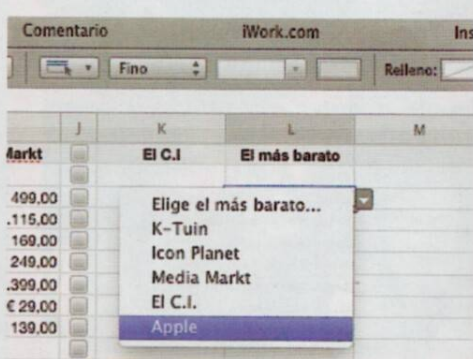 Comentario iWork.com Ins
Fino Relleno:
J K L M
Markt El C.I El más barato
499,00
.115,00
169,00
249,00
.399,00
€ 29,00
139,00
Elige el más barato...
K-Tuin
Icon Planet
Media Markt
El C.I.
Apple